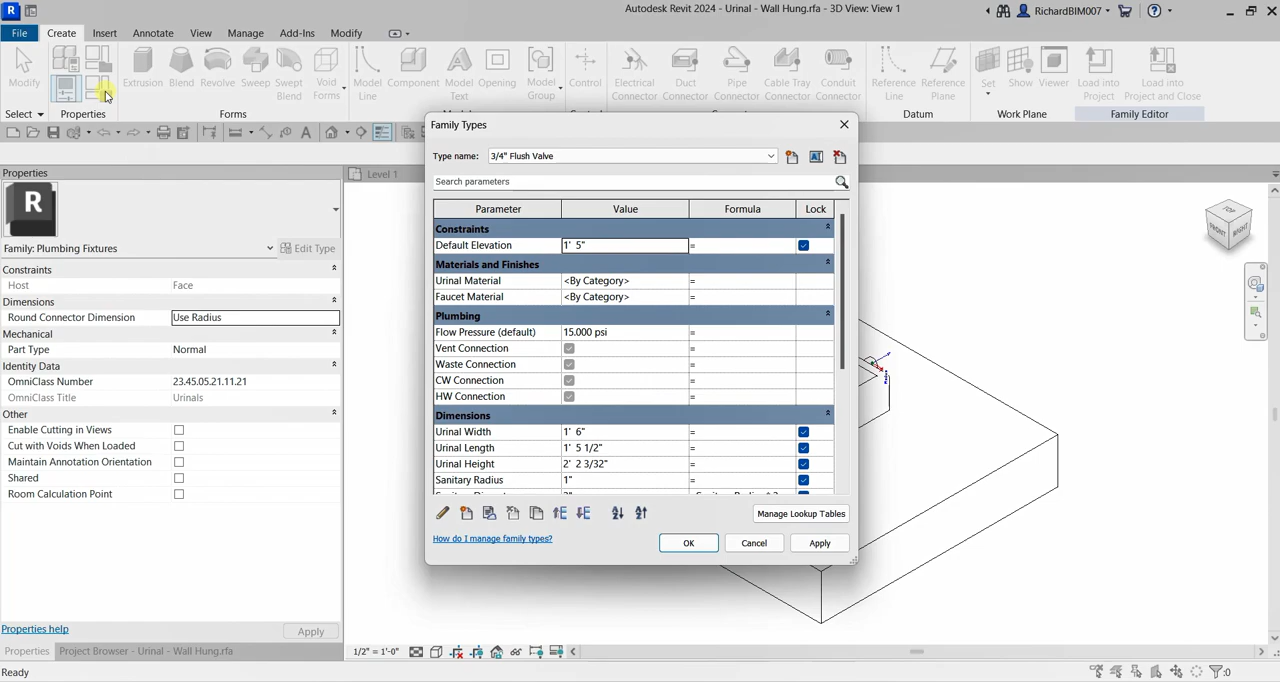 Autodesk Revit 2024 - Urinal - Wall Hung.rfa - 3D View: View 1
RichardBIM007
File Create Insert Annotate View Manage Add-Ins Modify
Modify Extrusion Blend Revolve Sweep Swept Blend Void Forms Model Line Component Model Text Opening Model Group Control Electrical Connector Duct Connector Pipe Connector Cable Tray Connector Conduit Connector Reference Line Reference Plane Set Show Viewer Load into Project Load into Project and Close
Select Properties Forms Datum Work Plane Family Editor
Properties
R
Family: Plumbing Fixtures Edit Type
Constraints
Host Face
Dimensions
Round Connector Dimension Use Radius
Mechanical
Part Type Normal
Identity Data
OmniClass Number 23.45.05.21.11.21
OmniClass Title Urinals
Other
Enable Cutting in Views
Cut with Voids When Loaded
Maintain Annotation Orientation
Shared
Room Calculation Point
Properties help Apply
Properties Project Browser - Urinal - Wall Hung.rfa
Ready
Level 1
Family Types
Type name: 3/4" Flush Valve
Search parameters
Parameter Value Formula Lock
Constraints
Default Elevation 1' 5" =
Materials and Finishes
Urinal Material <By Category> =
Faucet Material <By Category> =
Plumbing
Flow Pressure (default) 15.000 psi =
Vent Connection =
Waste Connection =
CW Connection =
HW Connection =
Dimensions
Urinal Width 1' 6" =
Urinal Length 1' 5 1/2" =
Urinal Height 2' 2 3/32" =
Sanitary Radius 1" =
Manage Lookup Tables
How do I manage family types?
OK Cancel Apply
TOP
FRONT RIGHT
1/2" = 1'-0"
:0